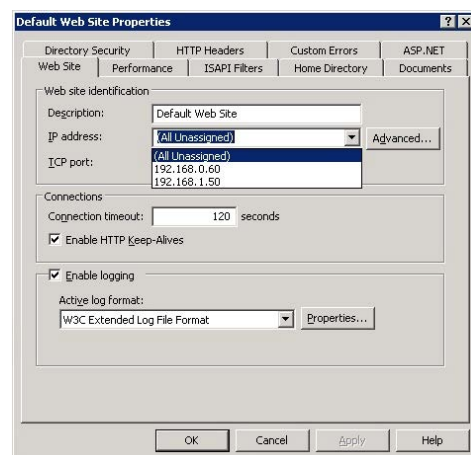 Default Web Site Properties
Directory Security HTTP Headers Custom Errors ASP.NET
Web Site Performance ISAPI Filters Home Directory Documents
Web site identification
Description: Default Web Site
IP address: (All Unassigned) Advanced...
(All Unassigned)
TCP port: 192.168.0.60
192.168.1.50
Connections
Connection timeout: 120 seconds
Enable HTTP Keep-Alives
Enable logging
Active log format:
W3C Extended Log File Format Properties...
OK Cancel Apply Help